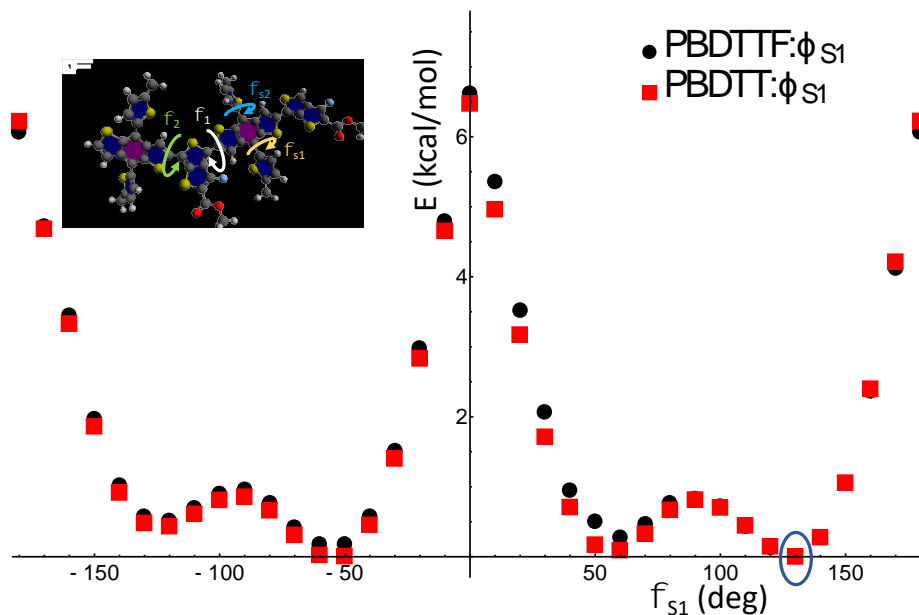 PBDTTF:ϕS1
PBDTT:ϕS1
1
fs2
f2
f1
fs1
E (kcal/mol)
6
4
2
- 150
- 100
- 50
50
100
150
fS1 (deg)